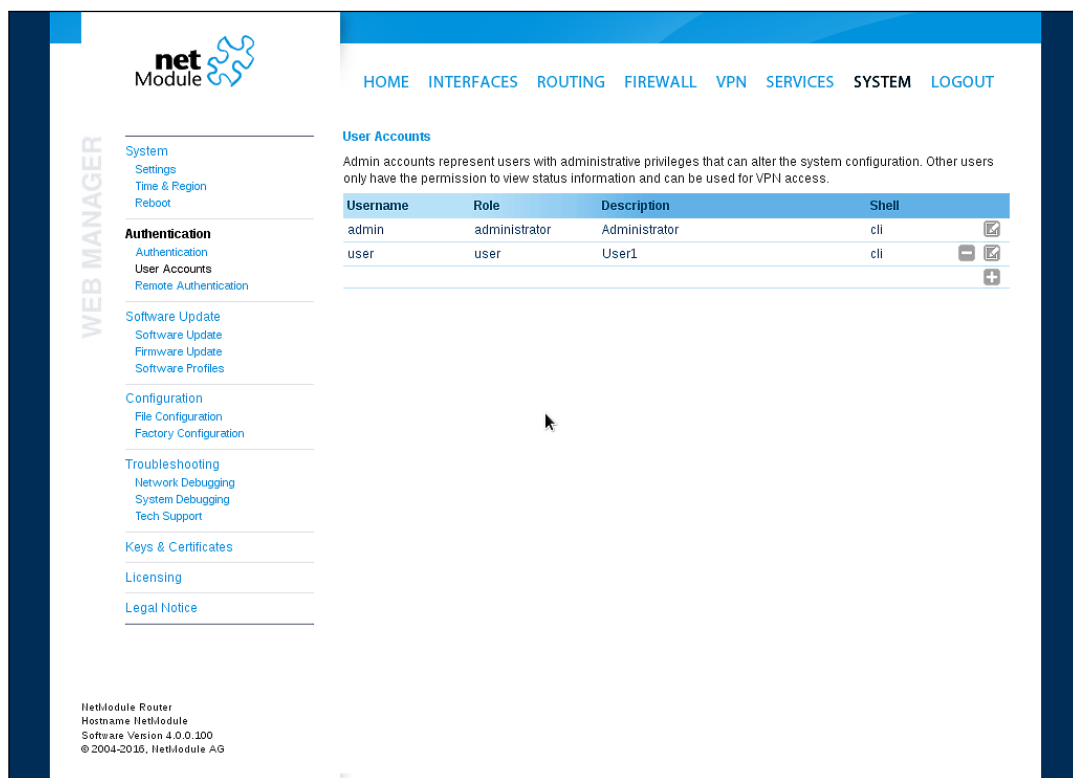 net
Module
HOME INTERFACES ROUTING FIREWALL VPN SERVICES SYSTEM LOGOUT
WEB MANAGER
System
Settings
Time & Region
Reboot
Authentication
Authentication
User Accounts
Remote Authentication
Software Update
Software Update
Firmware Update
Software Profiles
Configuration
File Configuration
Factory Configuration
Troubleshooting
Network Debugging
System Debugging
Tech Support
Keys & Certificates
Licensing
Legal Notice
User Accounts
Admin accounts represent users with administrative privileges that can alter the system configuration. Other users
only have the permission to view status information and can be used for VPN access.
Username Role Description Shell
admin administrator Administrator cli
user user User1 cli
NetModule Router
Hostname NetModule
Software Version 4.0.0.100
© 2004-2016, NetModule AG